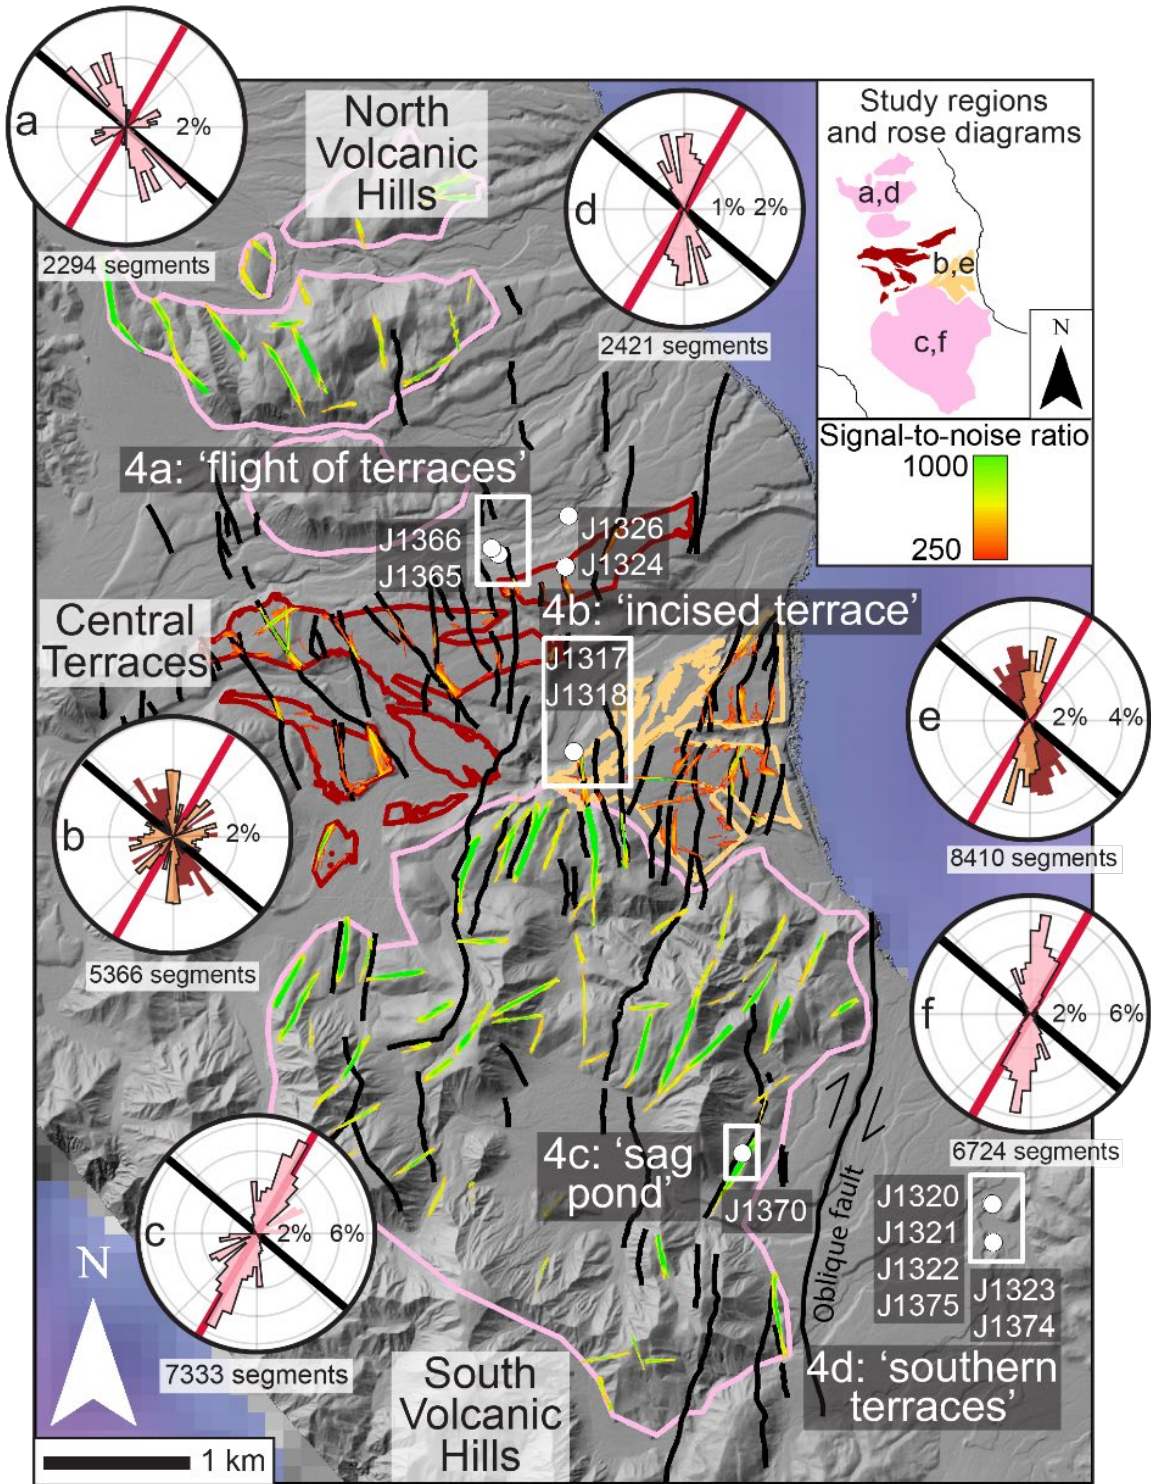 a
2%
2294 segments
North
Volcanic
Hills
d
1% 2%
2421 segments
Study regions
and rose diagrams
a,d
b,e
c,f
N
Signal-to-noise ratio
1000
250
4a: ‘flight of terraces’
J1366
J1365
J1326
J1324
Central
Terraces
4b: ‘incised terrace’
J1317
J1318
b
2%
5366 segments
e
2% 4%
8410 segments
f
2% 6%
6724 segments
c
2% 6%
7333 segments
4c: ‘sag
pond’
J1370
Oblique fault
J1320
J1321
J1322
J1375
J1323
J1374
4d: ‘southern
terraces’
N
South
Volcanic
Hills
1 km